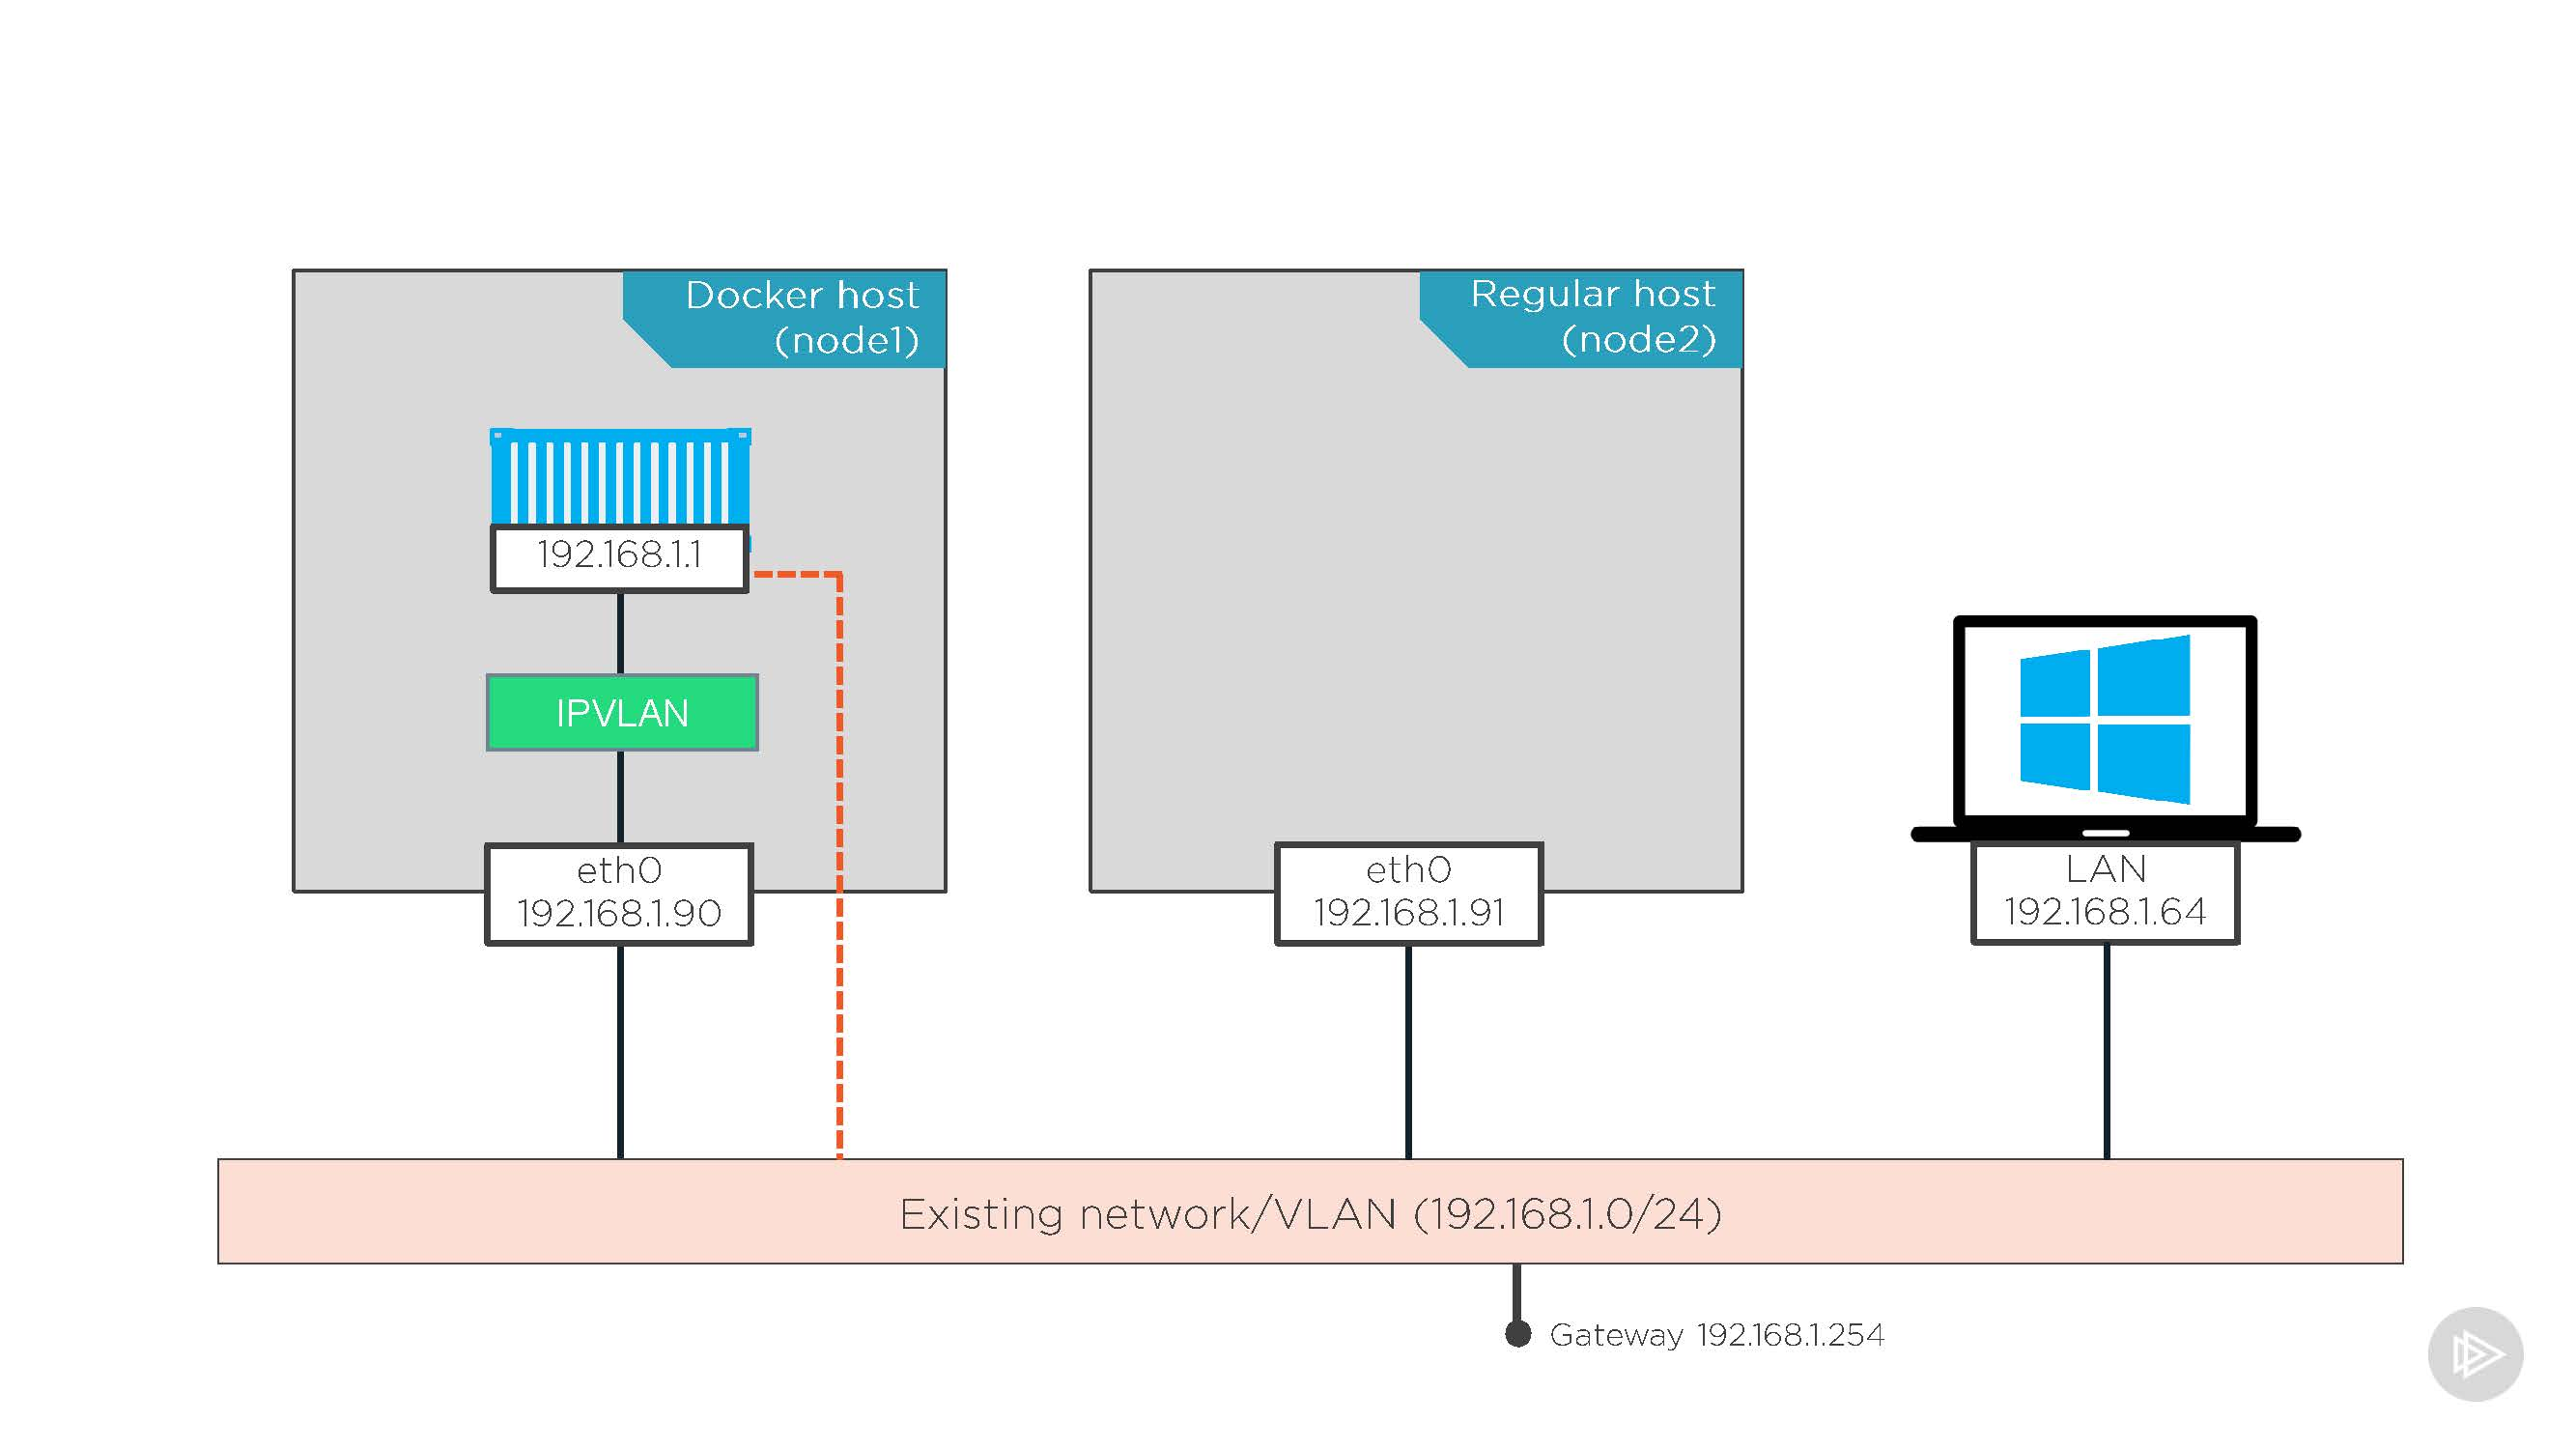 Docker host
(node1)
Regular host
(node2)
192.168.1.1
IPVLAN
eth0
192.168.1.90
eth0
192.168.1.91
LAN
192.168.1.64
Existing network/VLAN (192.168.1.0/24)
Gateway 192.168.1.254